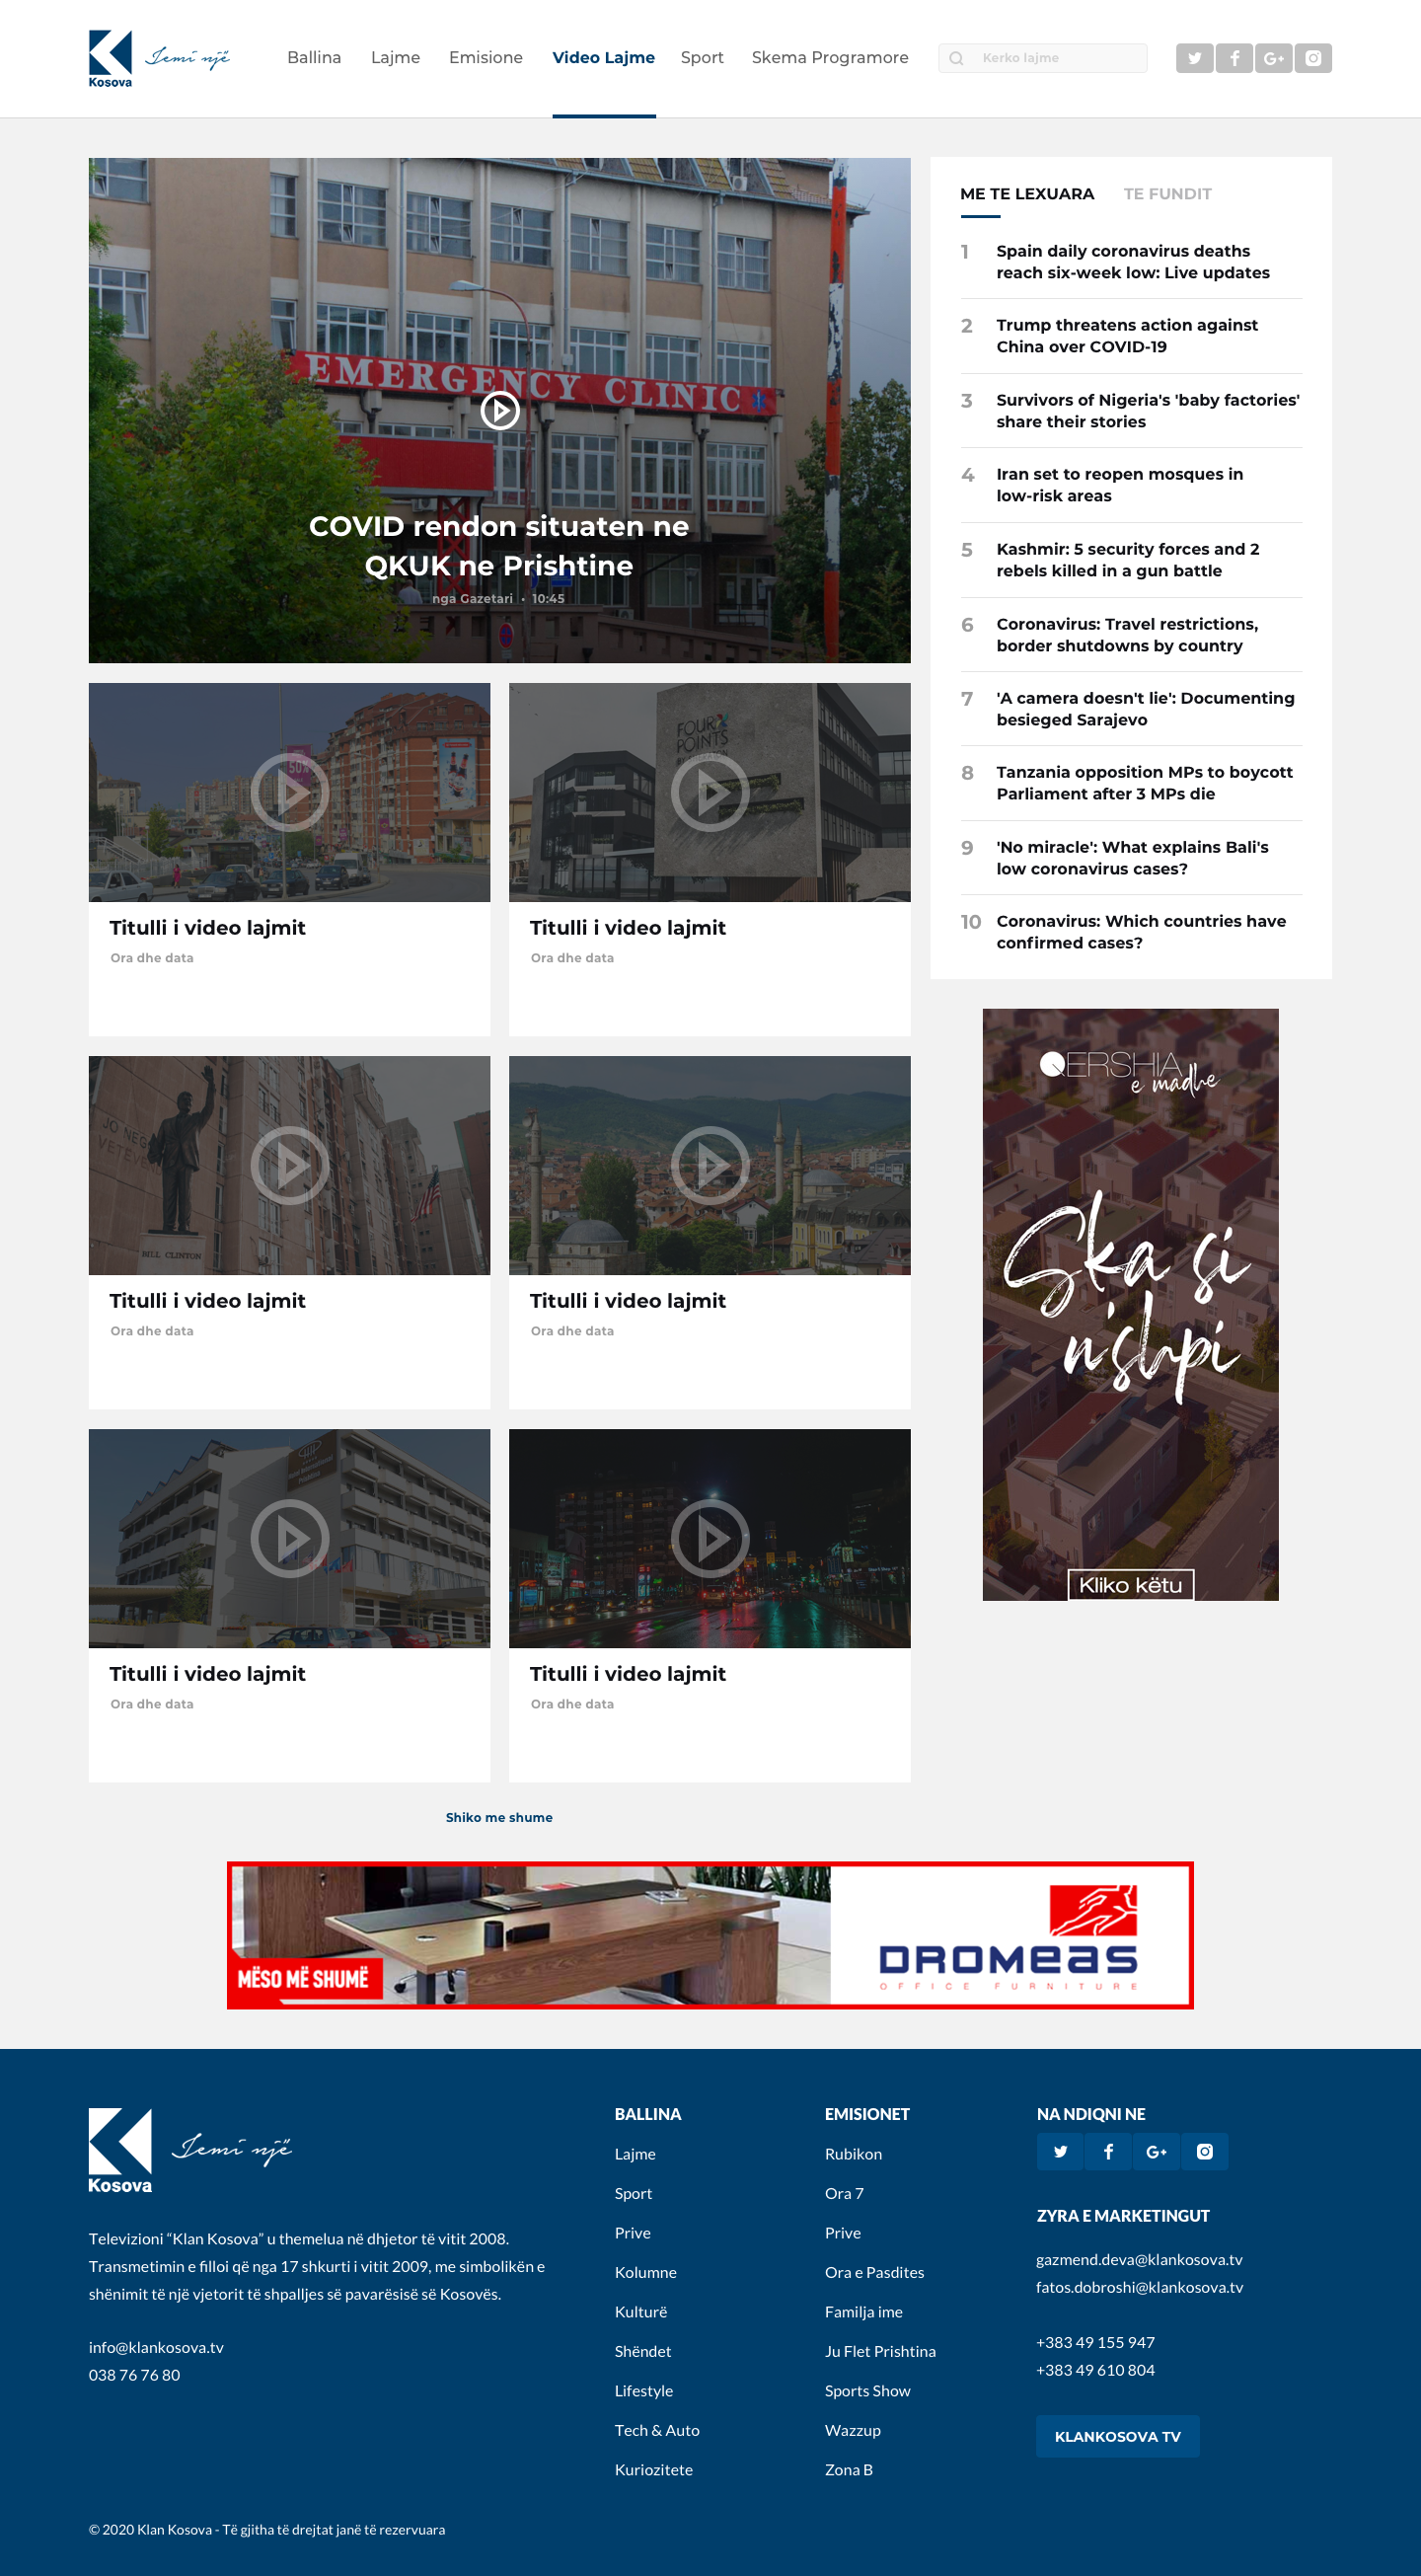 Kosova
Jemi një
Ballina
Lajme
Emisione
Video Lajme
Sport
Skema Programore
Kerko lajme
EMERGENCY CLINIC
COVID rendon situaten ne
QKUK ne Prishtine
nga Gazetari • 10:45
ME TE LEXUARA
TE FUNDIT
1 Spain daily coronavirus deaths
reach six-week low: Live updates
2 Trump threatens action against
China over COVID-19
3 Survivors of Nigeria's 'baby factories'
share their stories
4 Iran set to reopen mosques in
low-risk areas
5 Kashmir: 5 security forces and 2
rebels killed in a gun battle
6 Coronavirus: Travel restrictions,
border shutdowns by country
7 'A camera doesn't lie': Documenting
besieged Sarajevo
8 Tanzania opposition MPs to boycott
Parliament after 3 MPs die
9 'No miracle': What explains Bali's
low coronavirus cases?
10 Coronavirus: Which countries have
confirmed cases?
50%
Titulli i video lajmit
Ora dhe data
FOUR
POINTS
Titulli i video lajmit
Ora dhe data
JO NEGO
VETEV
BILL CLINTON
Titulli i video lajmit
Ora dhe data
Titulli i video lajmit
Ora dhe data
Titulli i video lajmit
Ora dhe data
Titulli i video lajmit
Ora dhe data
QERSHIA
e madhe
Ska si
n'shpi
Kliko këtu
Shiko me shume
MËSO MË SHUMË
DROMEAS
OFFICE FURNITURE
Kosova
Jemi një
Televizioni “Klan Kosova” u themelua në dhjetor të vitit 2008.
Transmetimin e filloi që nga 17 shkurti i vitit 2009, me simbolikën e
shënimit të një vjetorit të shpalljes së pavarësisë së Kosovës.
info@klankosova.tv
038 76 76 80
BALLINA
Lajme
Sport
Prive
Kolumne
Kulturë
Shëndet
Lifestyle
Tech & Auto
Kuriozitete
EMISIONET
Rubikon
Ora 7
Prive
Ora e Pasdites
Familja ime
Ju Flet Prishtina
Sports Show
Wazzup
Zona B
NA NDIQNI NE
ZYRA E MARKETINGUT
gazmend.deva@klankosova.tv
fatos.dobroshi@klankosova.tv
+383 49 155 947
+383 49 610 804
KLANKOSOVA TV
© 2020 Klan Kosova - Të gjitha të drejtat janë të rezervuara